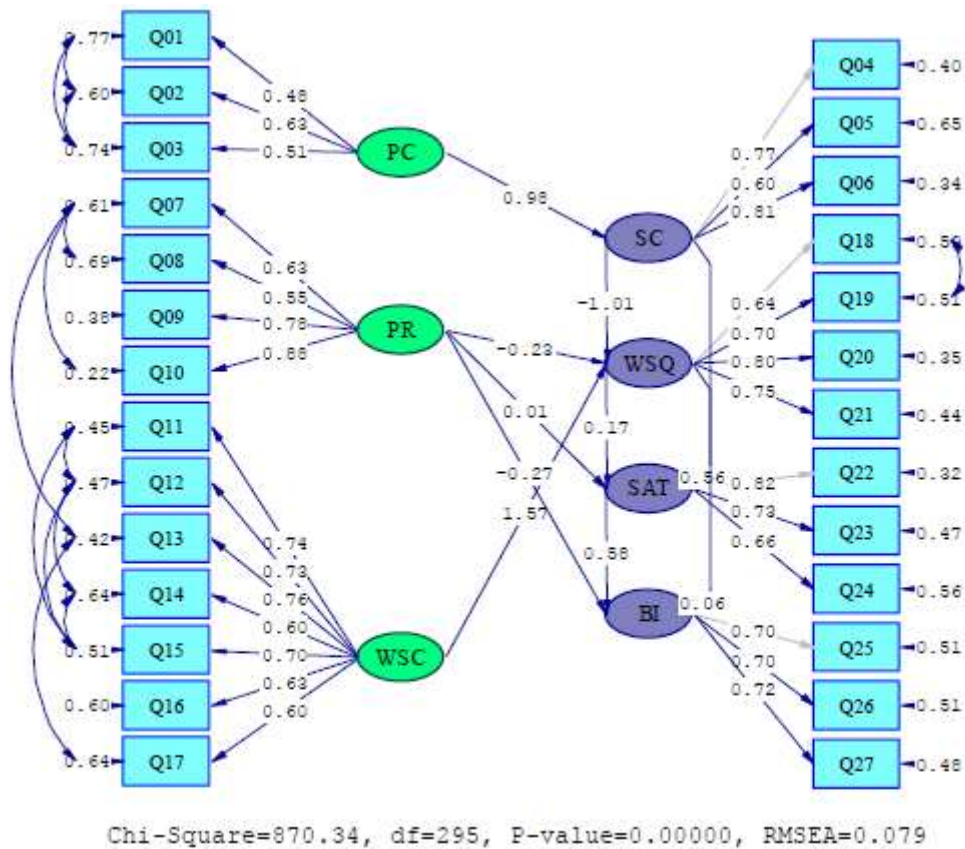 0.77 Q01
0.60 Q02
0.74 Q03
0.61 Q07
0.69 Q08
0.38 Q09
0.22 Q10
0.45 Q11
0.47 Q12
0.42 Q13
0.64 Q14
0.51 Q15
0.60 Q16
0.64 Q17
0.48
0.63
0.51
PC
0.63
0.55
0.78
0.88
PR
0.74
0.73
0.76
0.60
0.70
0.63
0.60
WSC
0.98
-0.23
0.01
-0.27
1.57
SC
-1.01
WSQ
0.17
SAT
0.56
0.58
BI
0.06
0.77
0.60
0.81
0.64
0.70
0.80
0.75
0.82
0.73
0.66
0.70
0.70
0.72
Q04 0.40
Q05 0.65
Q06 0.34
Q18
Q19 0.51
Q20 0.35
Q21 0.44
Q22 0.32
Q23 0.47
Q24 0.56
Q25 0.51
Q26 0.51
Q27 0.48
Chi-Square=870.34, df=295, P-value=0.00000, RMSEA=0.079